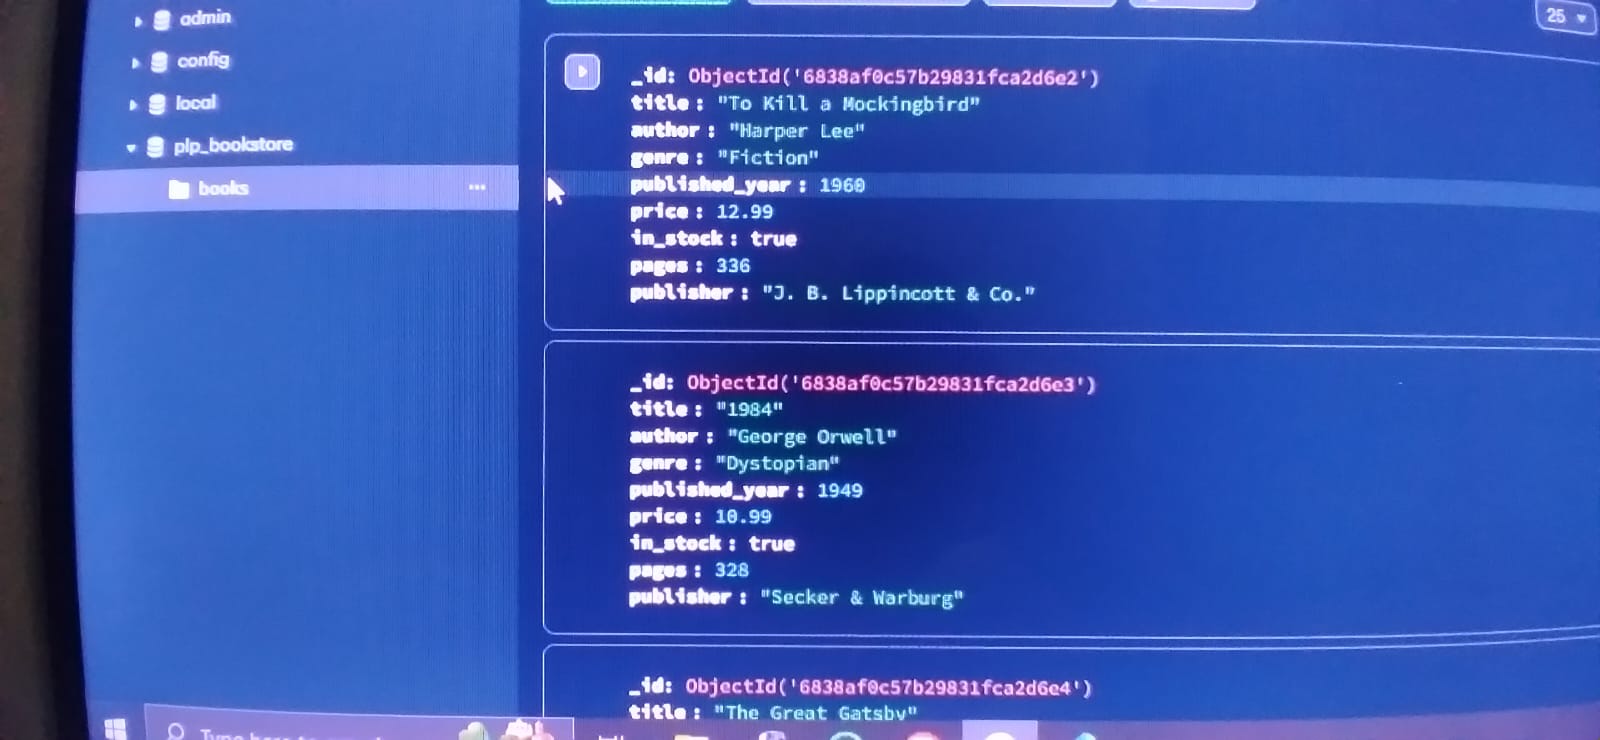 admin
config
local
plp_bookstore
books
25
_id: ObjectId('6838af0c57b29831fca2d6e2')
title : "To Kill a Mockingbird"
author : "Harper Lee"
genre : "Fiction"
published_year : 1960
price : 12.99
in_stock : true
pages : 336
publisher : "J. B. Lippincott & Co."
_id: ObjectId('6838af0c57b29831fca2d6e3')
title : "1984"
author : "George Orwell"
genre : "Dystopian"
published_year : 1949
price : 10.99
in_stock : true
pages : 328
publisher : "Secker & Warburg"
_id: ObjectId('6838af0c57b29831fca2d6e4')
title : "The Great Gatsby"
Type here to